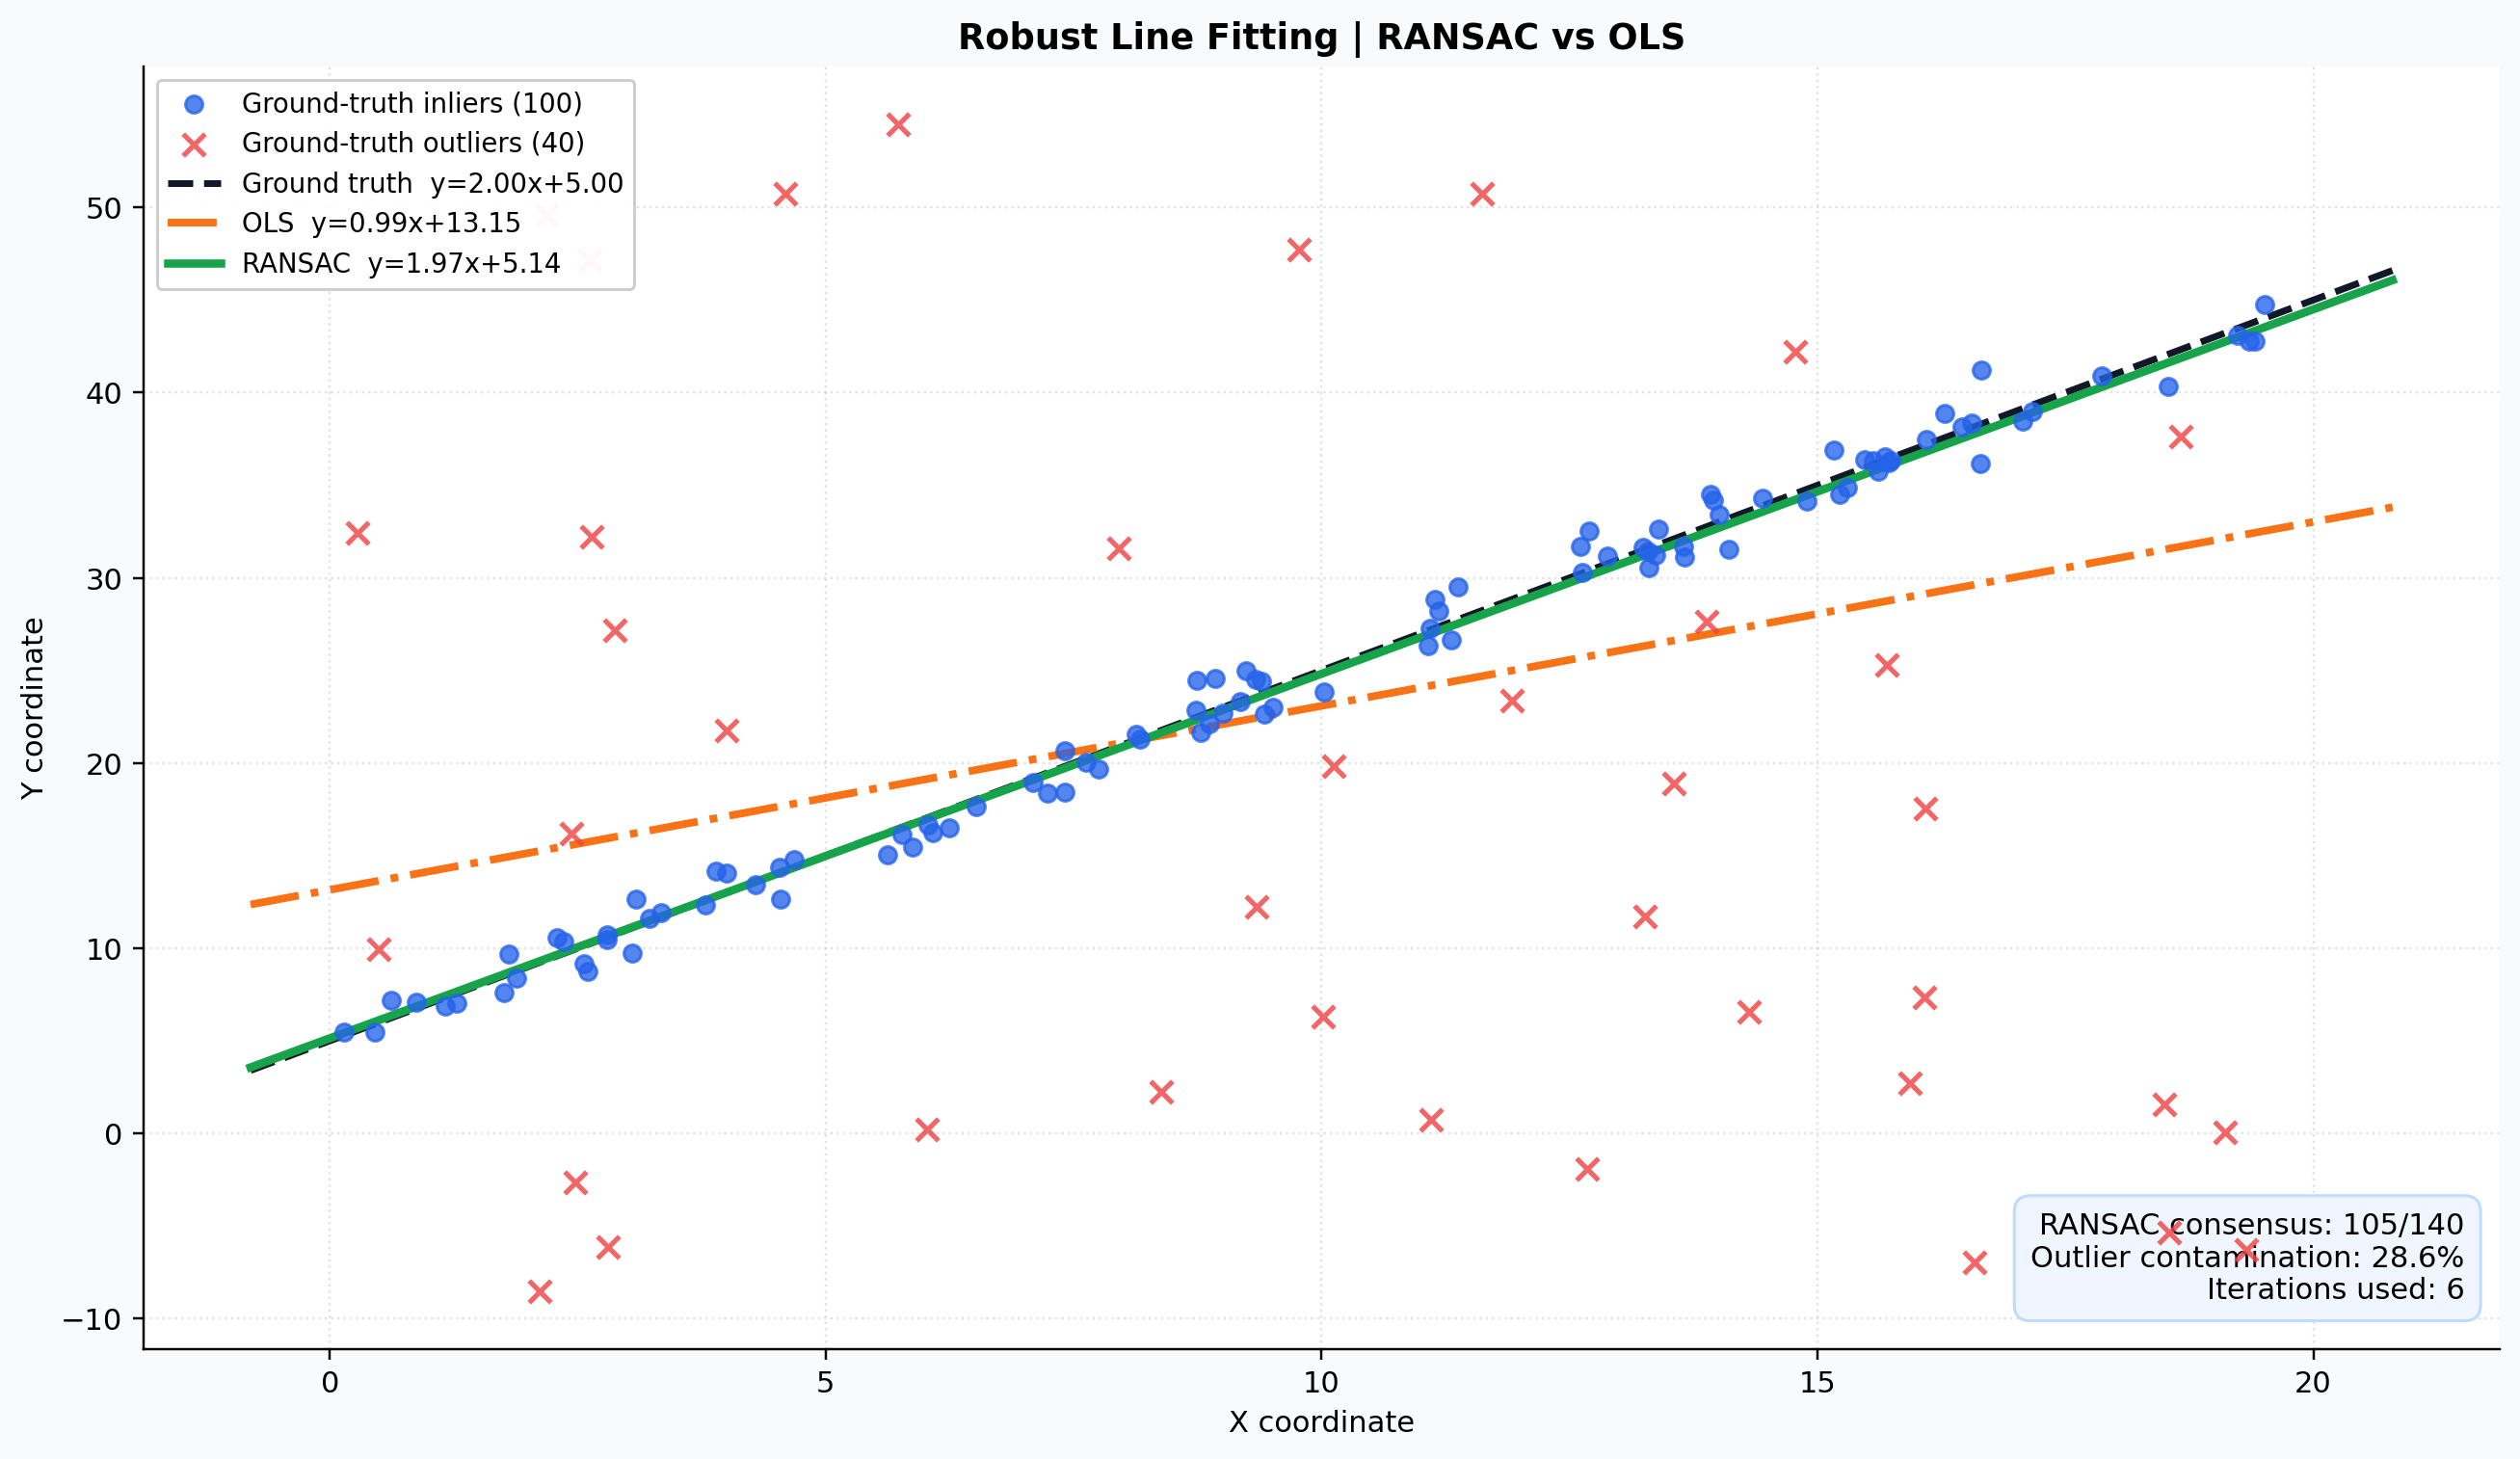 Robust Line Fitting | RANSAC vs OLS
Ground-truth inliers (100)
Ground-truth outliers (40)
Ground truth  y=2.00x+5.00
OLS  y=0.99x+13.15
RANSAC  y=1.97x+5.14
50
40
30
20
10
0
−10
Y coordinate
RANSAC consensus: 105/140
Outlier contamination: 28.6%
Iterations used: 6
0 5 10 15 20
X coordinate